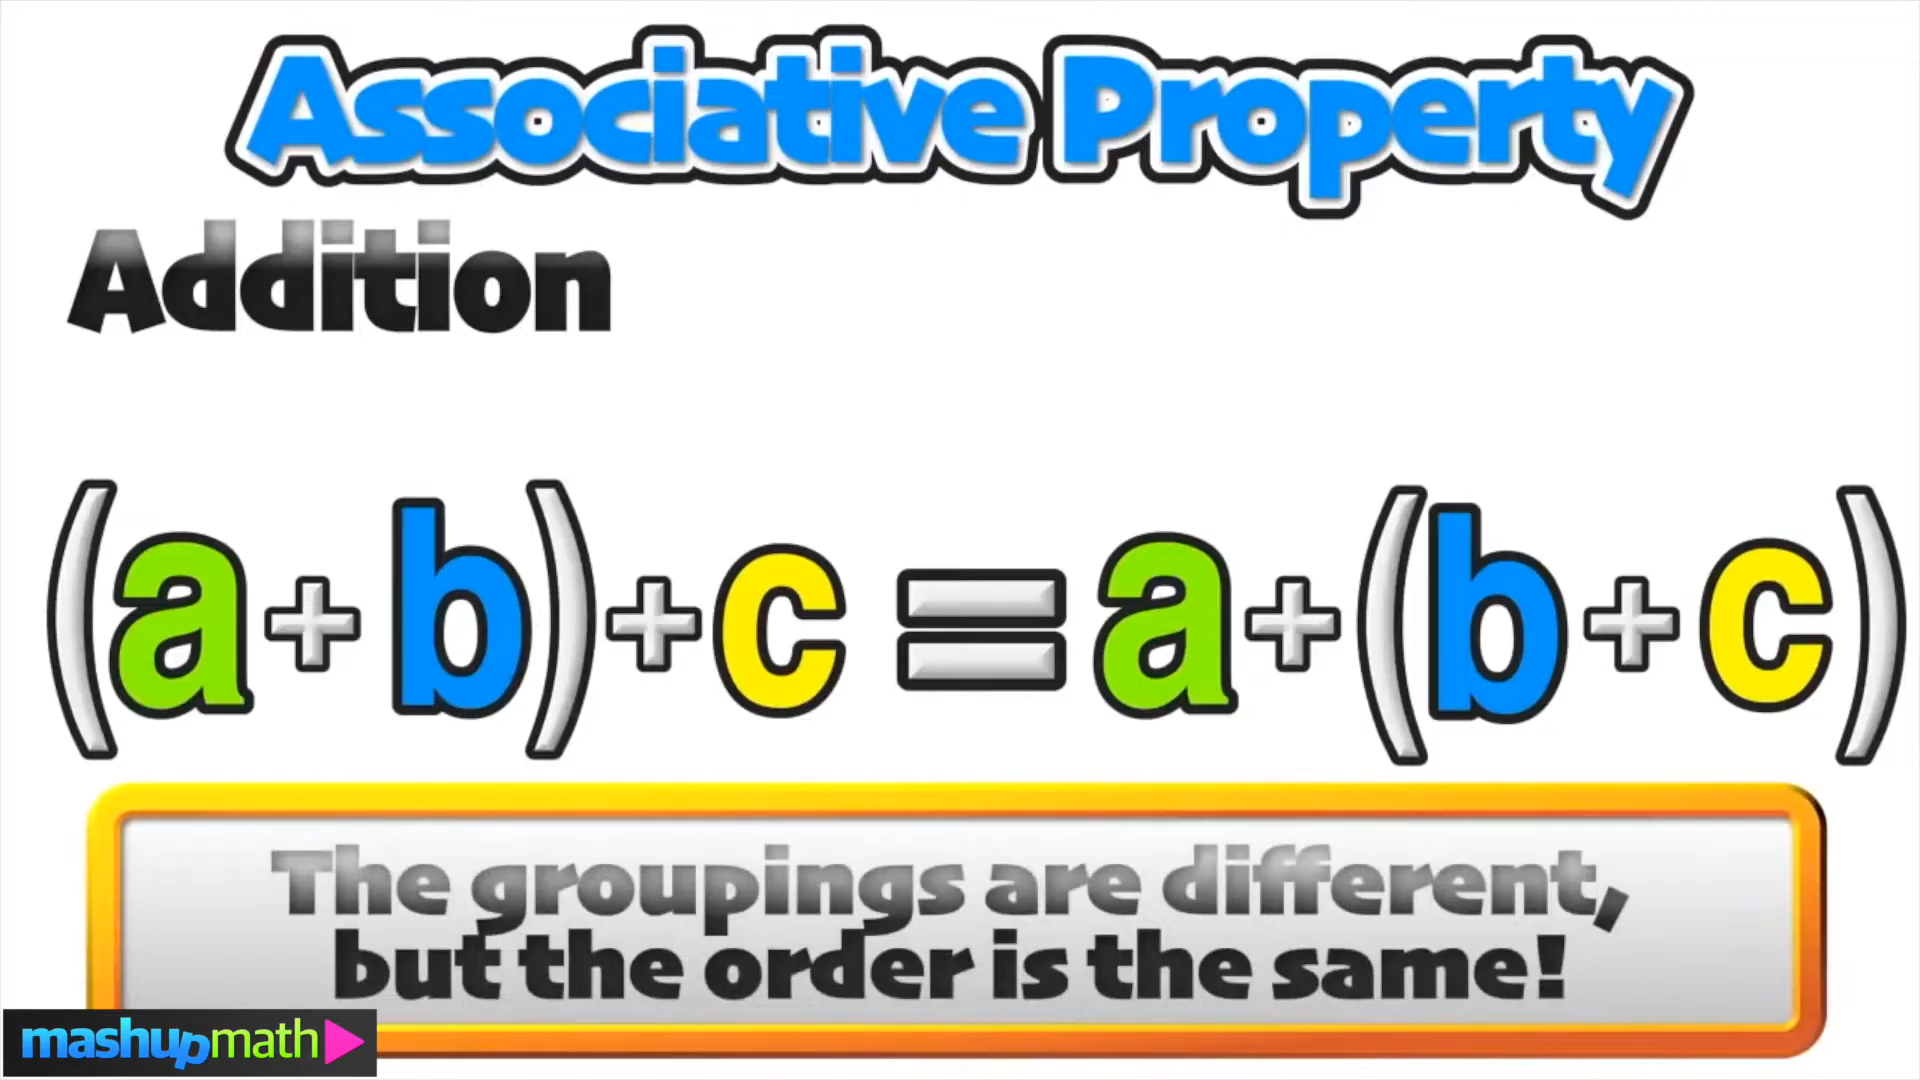 Associative Property
Addition
(a+b)+c=a+(b+c)
The groupings are different,
but the order is the same!
mashupmath